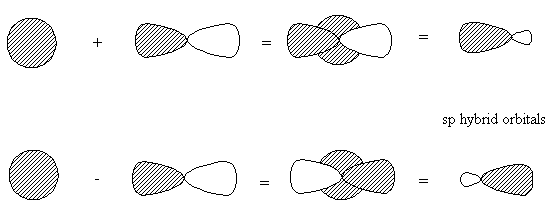 + = =
sp hybrid orbitals
- = =